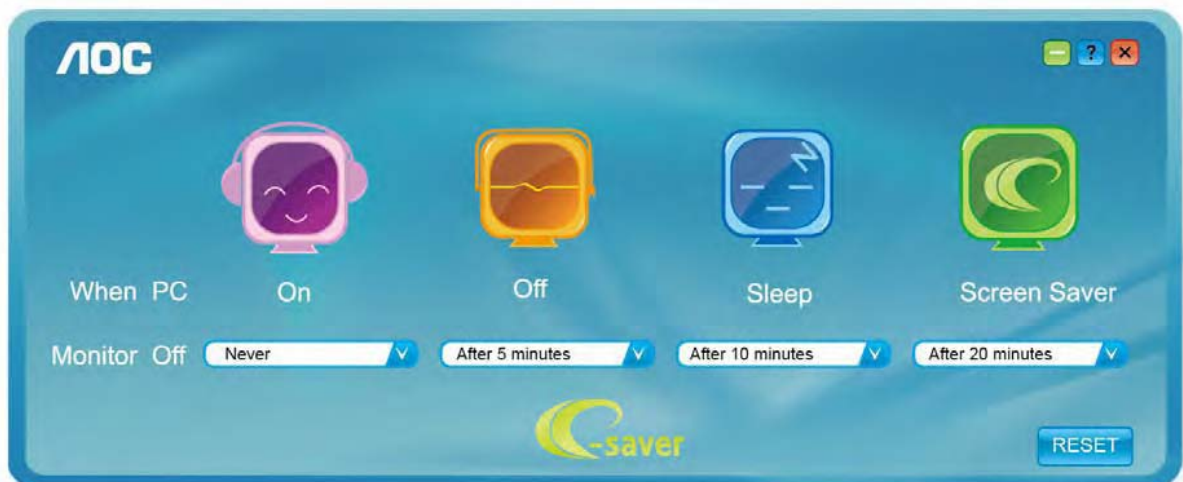 AOC
?
When PC On Off Sleep Screen Saver
Monitor Off Never After 5 minutes After 10 minutes After 20 minutes
e-saver
RESET